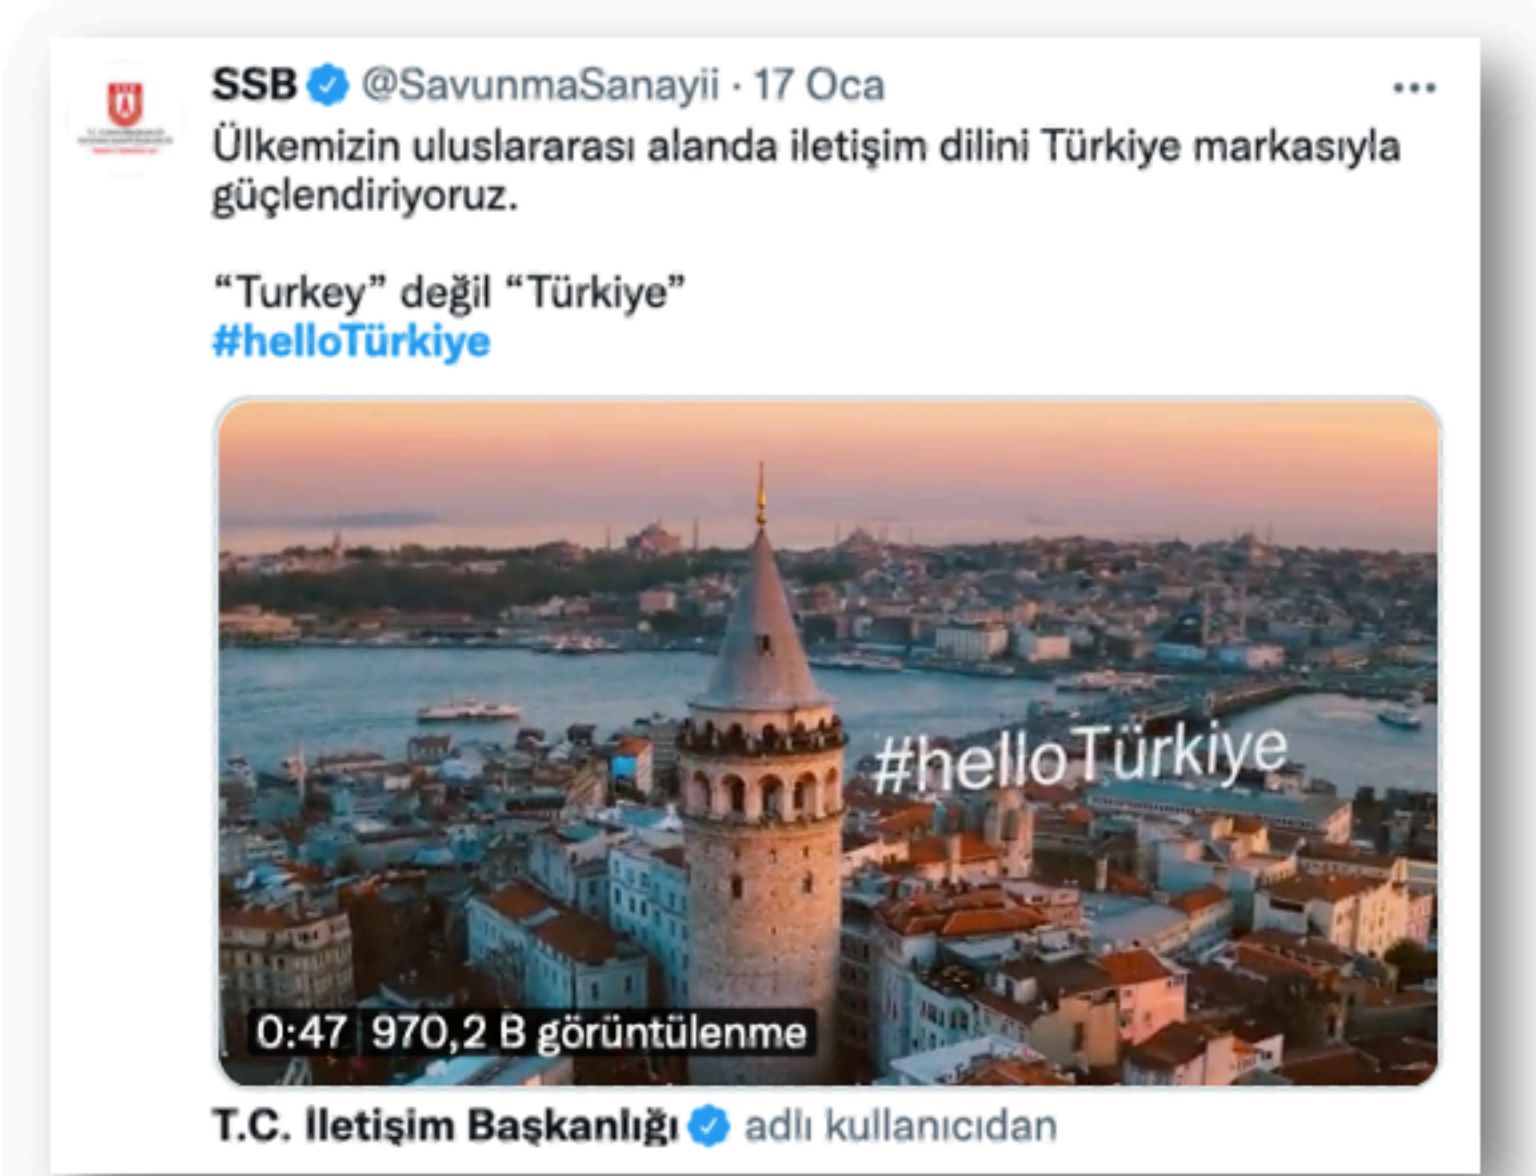 SSB @SavunmaSanayii · 17 Oca
Ülkemizin uluslararası alanda iletişim dilini Türkiye markasıyla
güçlendiriyoruz.
“Turkey” değil “Türkiye”
#helloTürkiye
#helloTürkiye
0:47 970,2 B görüntülenme
T.C. İletişim Başkanlığı adlı kullanıcıdan